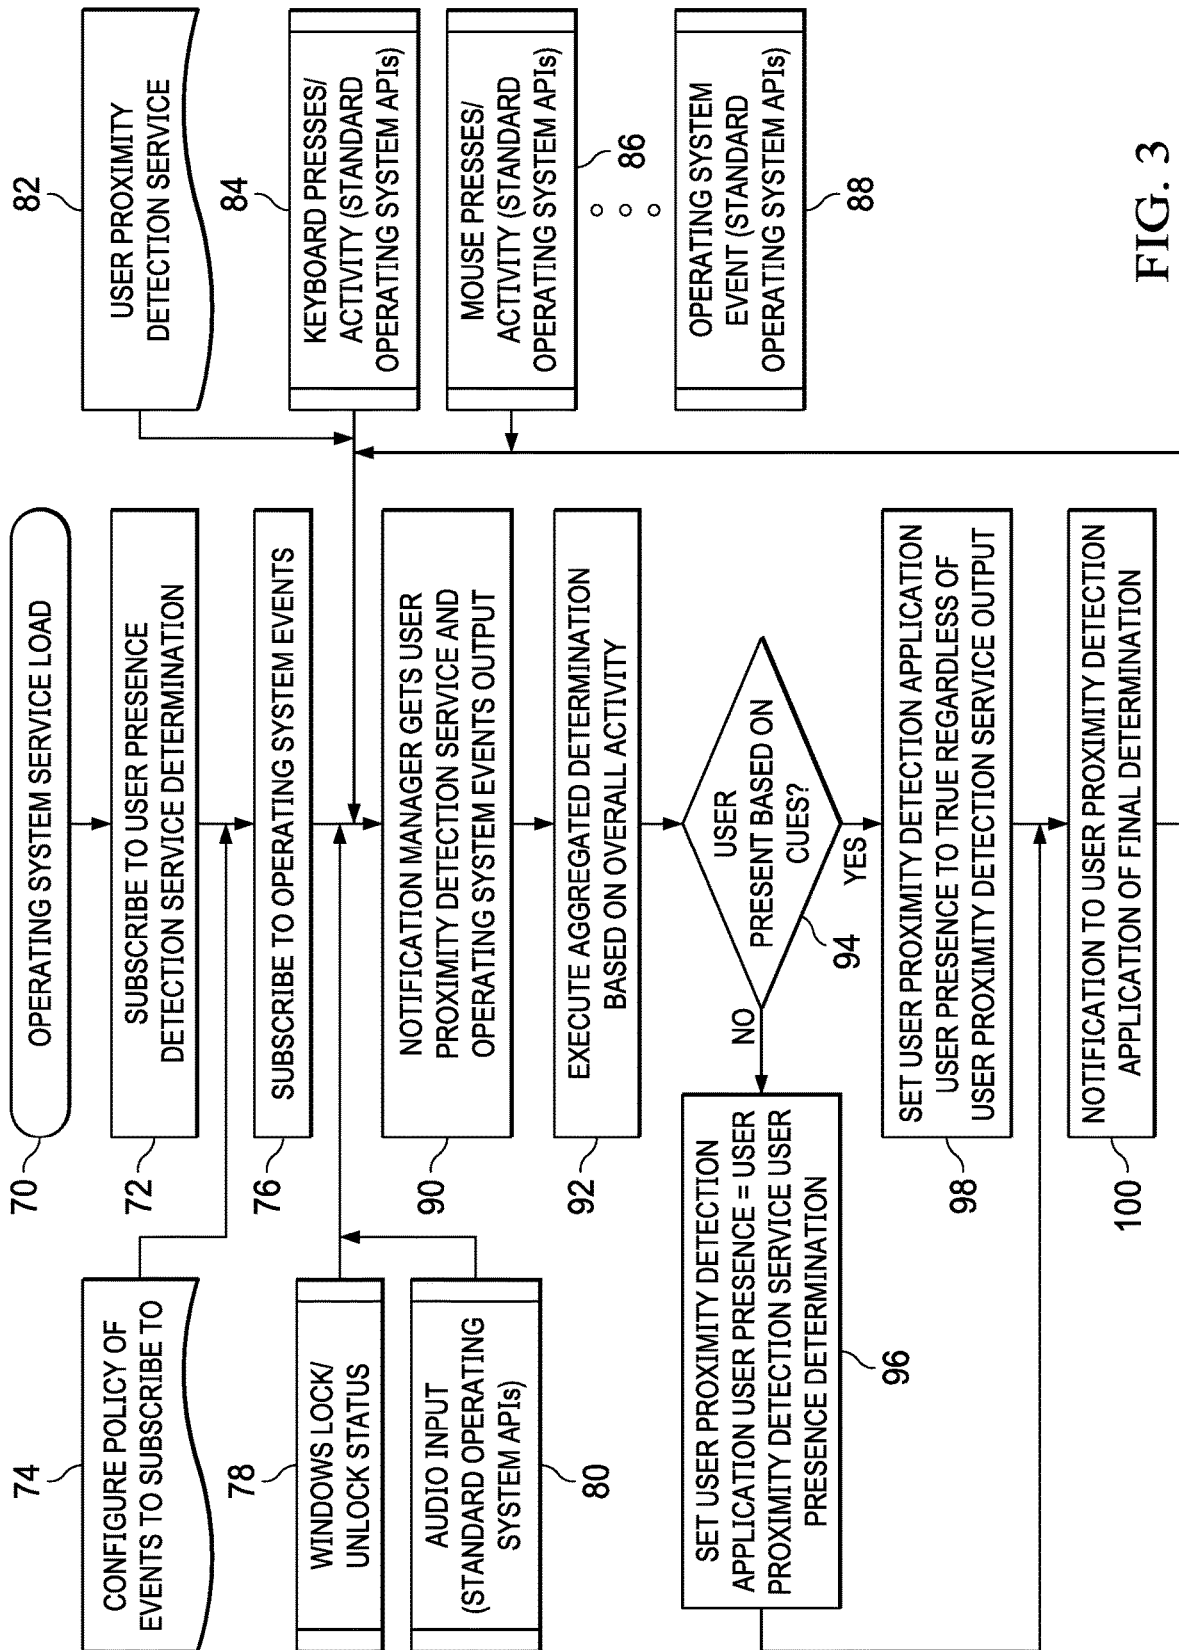 70
OPERATING SYSTEM SERVICE LOAD
72
SUBSCRIBE TO USER PRESENCE
DETECTION SERVICE DETERMINATION
74
CONFIGURE POLICY OF
EVENTS TO SUBSCRIBE TO
76
SUBSCRIBE TO OPERATING SYSTEM EVENTS
78
WINDOWS LOCK/
UNLOCK STATUS
AUDIO INPUT
(STANDARD OPERATING
SYSTEM APIs)
80
82
USER PROXIMITY
DETECTION SERVICE
84
KEYBOARD PRESSES/
ACTIVITY (STANDARD
OPERATING SYSTEM APIs)
MOUSE PRESSES/
ACTIVITY (STANDARD
OPERATING SYSTEM APIs)
86
OPERATING SYSTEM
EVENT (STANDARD
OPERATING SYSTEM APIs)
88
90
NOTIFICATION MANAGER GETS USER
PROXIMITY DETECTION SERVICE AND
OPERATING SYSTEM EVENTS OUTPUT
92
EXECUTE AGGREGATED DETERMINATION
BASED ON OVERALL ACTIVITY
USER
PRESENT BASED ON
CUES?
94
NO
YES
SET USER PROXIMITY DETECTION
APPLICATION USER PRESENCE = USER
PROXIMITY DETECTION SERVICE USER
PRESENCE DETERMINATION
96
SET USER PROXIMITY DETECTION APPLICATION
USER PRESENCE TO TRUE REGARDLESS OF
USER PROXIMITY DETECTION SERVICE OUTPUT
98
NOTIFICATION TO USER PROXIMITY DETECTION
APPLICATION OF FINAL DETERMINATION
100
FIG. 3